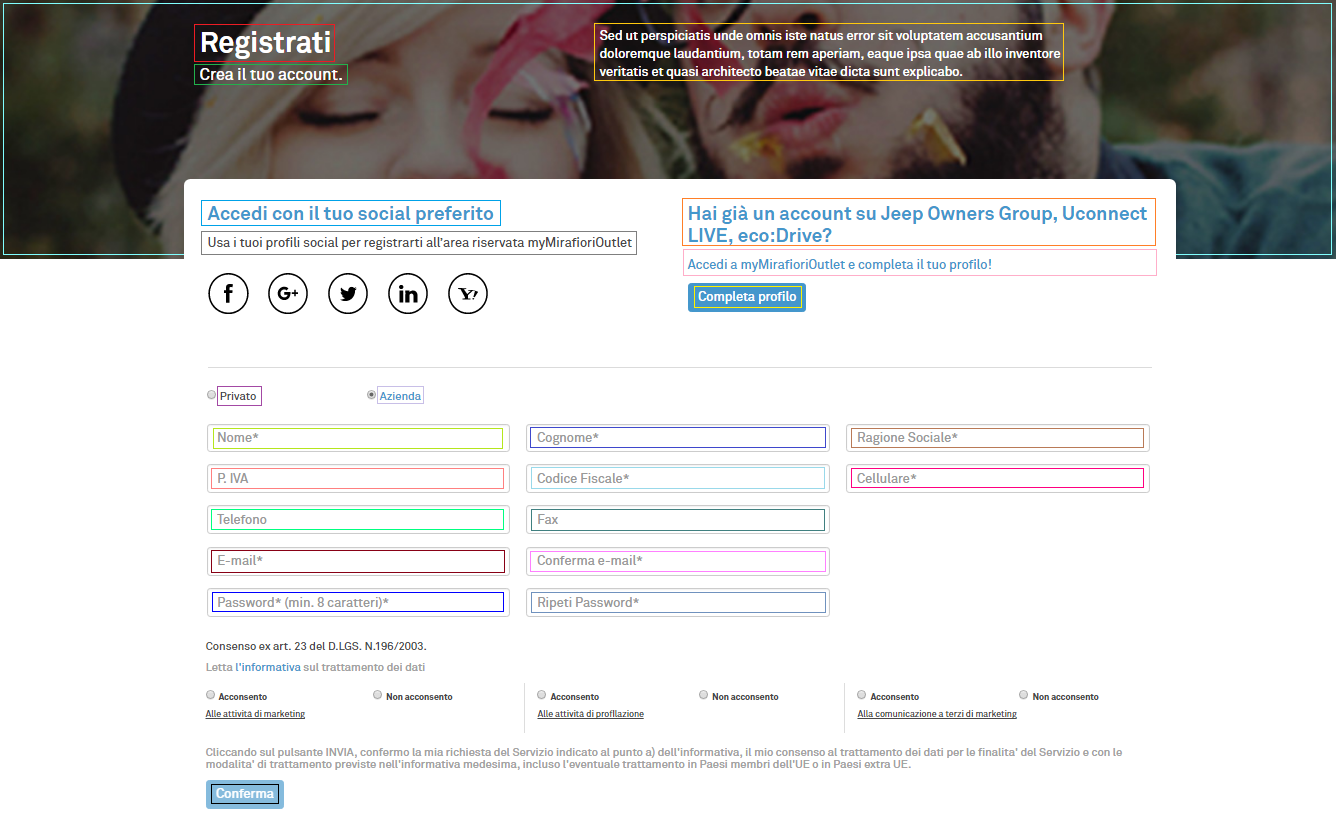 Registrati
Crea il tuo account.
Sed ut perspiciatis unde omnis iste natus error sit voluptatem accusantium
doloremque laudantium, totam rem aperiam, eaque ipsa quae ab illo inventore
veritatis et quasi architecto beatae vitae dicta sunt explicabo.
Accedi con il tuo social preferito
Usa i tuoi profili social per registrarti all'area riservata myMirafioriOutlet
f
G+
in
Y!
Hai già un account su Jeep Owners Group, Uconnect
LIVE, eco:Drive?
Accedi a myMirafioriOutlet e completa il tuo profilo!
Completa profilo
Privato
Azienda
Nome*
Cognome*
Ragione Sociale*
P. IVA
Codice Fiscale*
Cellulare*
Telefono
Fax
E-mail*
Conferma e-mail*
Password* (min. 8 caratteri)*
Ripeti Password*
Consenso ex art. 23 del D.LGS. N.196/2003.
Letta l'informativa sul trattamento dei dati
Acconsento
Non acconsento
Alle attività di marketing
Acconsento
Non acconsento
Alle attività di profilazione
Acconsento
Non acconsento
Alla comunicazione a terzi di marketing
Cliccando sul pulsante INVIA, confermo la mia richiesta del Servizio indicato al punto a) dell'informativa, il mio consenso al trattamento dei dati per le finalita' del Servizio e con le
modalita' di trattamento previste nell'informativa medesima, incluso l'eventuale trattamento in Paesi membri dell'UE o in Paesi extra UE.
Conferma